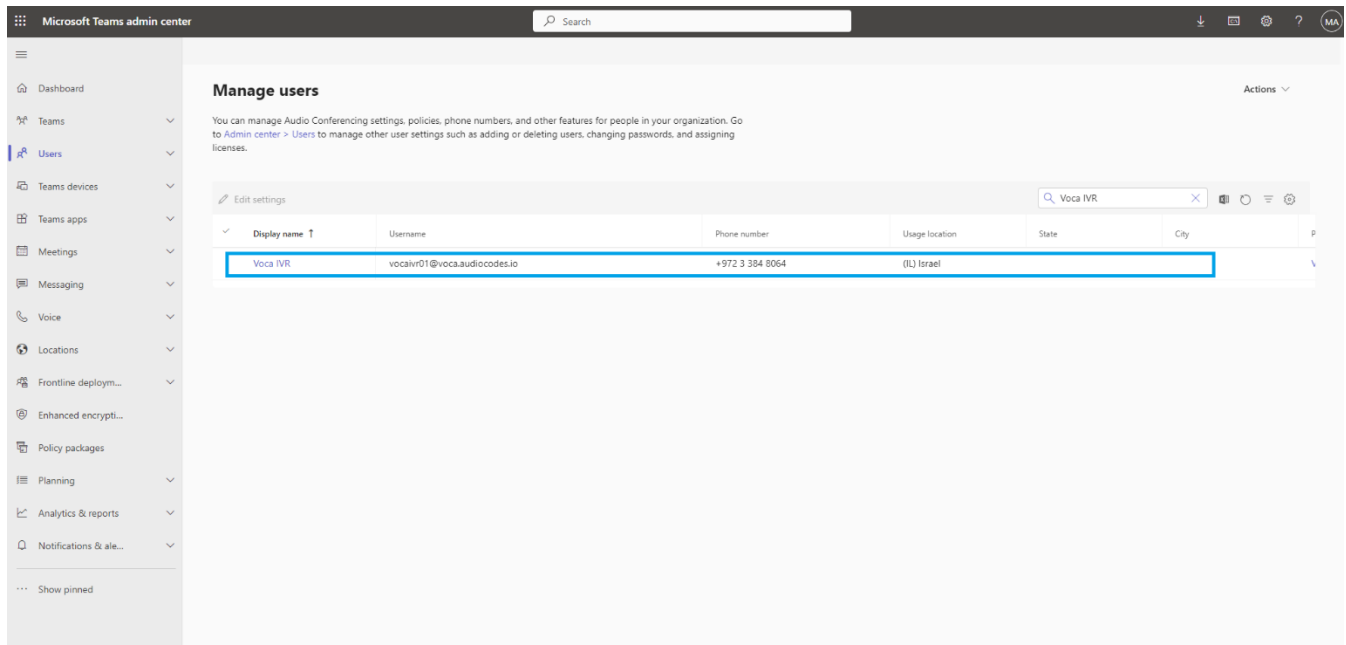 Microsoft Teams admin center
Search
?
MA
Dashboard
Teams
Users
Teams devices
Teams apps
Meetings
Messaging
Voice
Locations
Frontline deploym...
Enhanced encrypti...
Policy packages
Planning
Analytics & reports
Notifications & ale...
Show pinned
Manage users
Actions
You can manage Audio Conferencing settings, policies, phone numbers, and other features for people in your organization. Go
to Admin center > Users to manage other user settings such as adding or deleting users, changing passwords, and assigning
licenses.
Edit settings
Voca IVR
Display name ↑ Username Phone number Usage location State City P
Voca IVR vocaivr01@voca.audiocodes.io +972 3 384 8064 (IL) Israel V